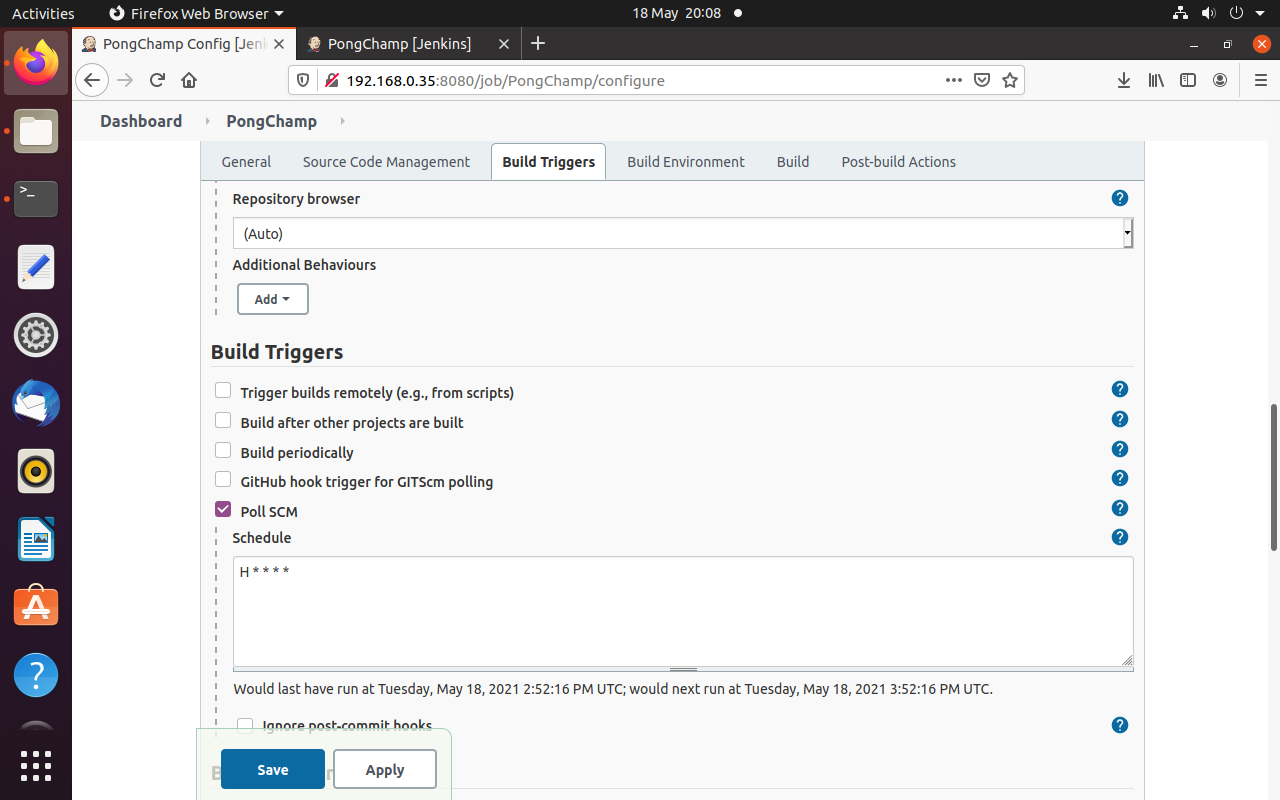 Activities Firefox Web Browser 18 May 20:08
PongChamp Config [Jenk PongChamp [Jenkins]
192.168.0.35:8080/job/PongChamp/configure
Dashboard PongChamp
General Source Code Management Build Triggers Build Environment Build Post-build Actions
Repository browser
(Auto)
Additional Behaviours
Add
Build Triggers
Trigger builds remotely (e.g., from scripts)
Build after other projects are built
Build periodically
GitHub hook trigger for GITScm polling
Poll SCM
Schedule
H * * * *
Would last have run at Tuesday, May 18, 2021 2:52:16 PM UTC; would next run at Tuesday, May 18, 2021 3:52:16 PM UTC.
Ignore post-commit hooks
Save Apply